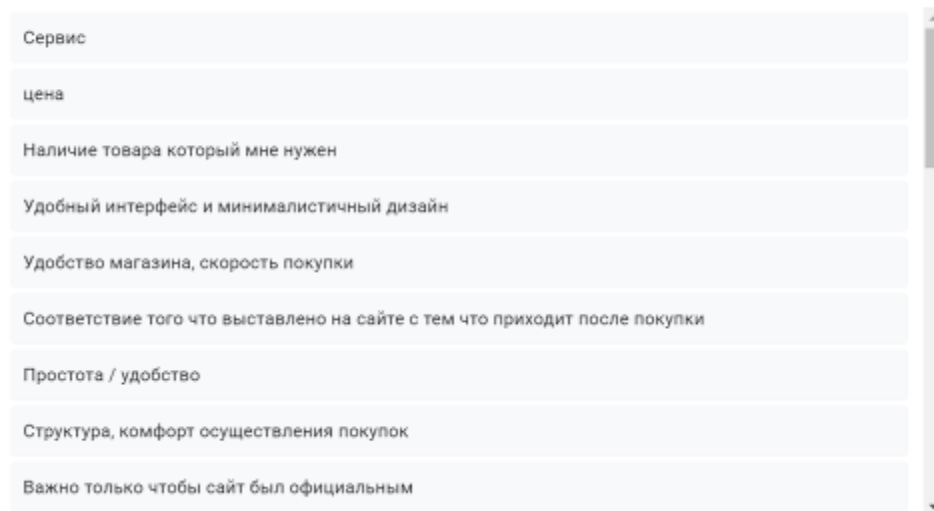 Сервис
цена
Наличие товара который мне нужен
Удобный интерфейс и минималистичный дизайн
Удобство магазина, скорость покупки
Соответствие того что выставлено на сайте с тем что приходит после покупки
Простота / удобство
Структура, комфорт осуществления покупок
Важно только чтобы сайт был официальным